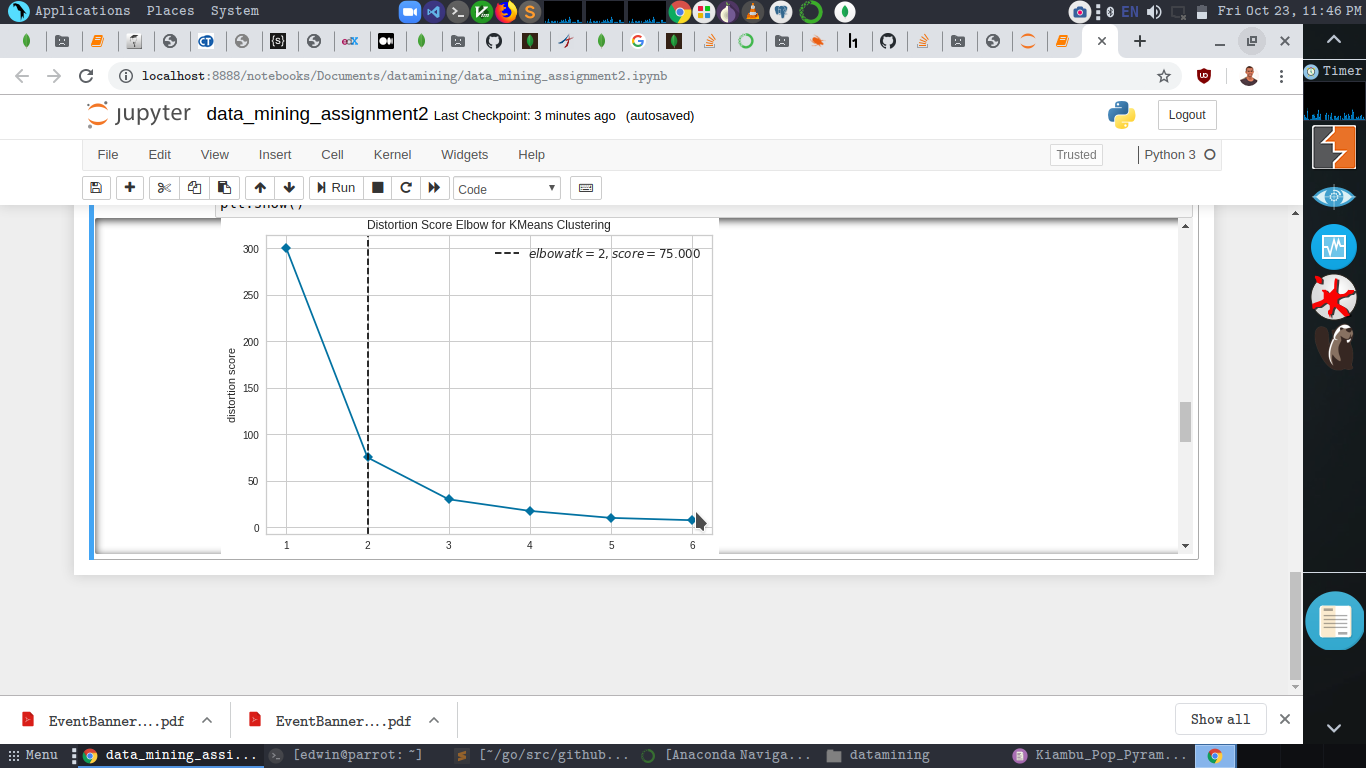 Applications Places System
EN
Fri Oct 23, 11:46 PM
Timer
localhost:8888/notebooks/Documents/datamining/data_mining_assignment2.ipynb
jupyter data_mining_assignment2 Last Checkpoint: 3 minutes ago (autosaved)
Logout
File Edit View Insert Cell Kernel Widgets Help
Trusted
Python 3
Run
Code
plt.show()
Distortion Score Elbow for KMeans Clustering
elbowatk = 2, score = 75.000
300
250
200
150
100
50
0
distortion score
1 2 3 4 5 6
EventBanner....pdf
EventBanner....pdf
Show all
Menu
data_mining_assi...
[edwin@parrot: ~]
[~/go/src/github...
[Anaconda Naviga...
datamining
Kiambu_Pop_Pyram...